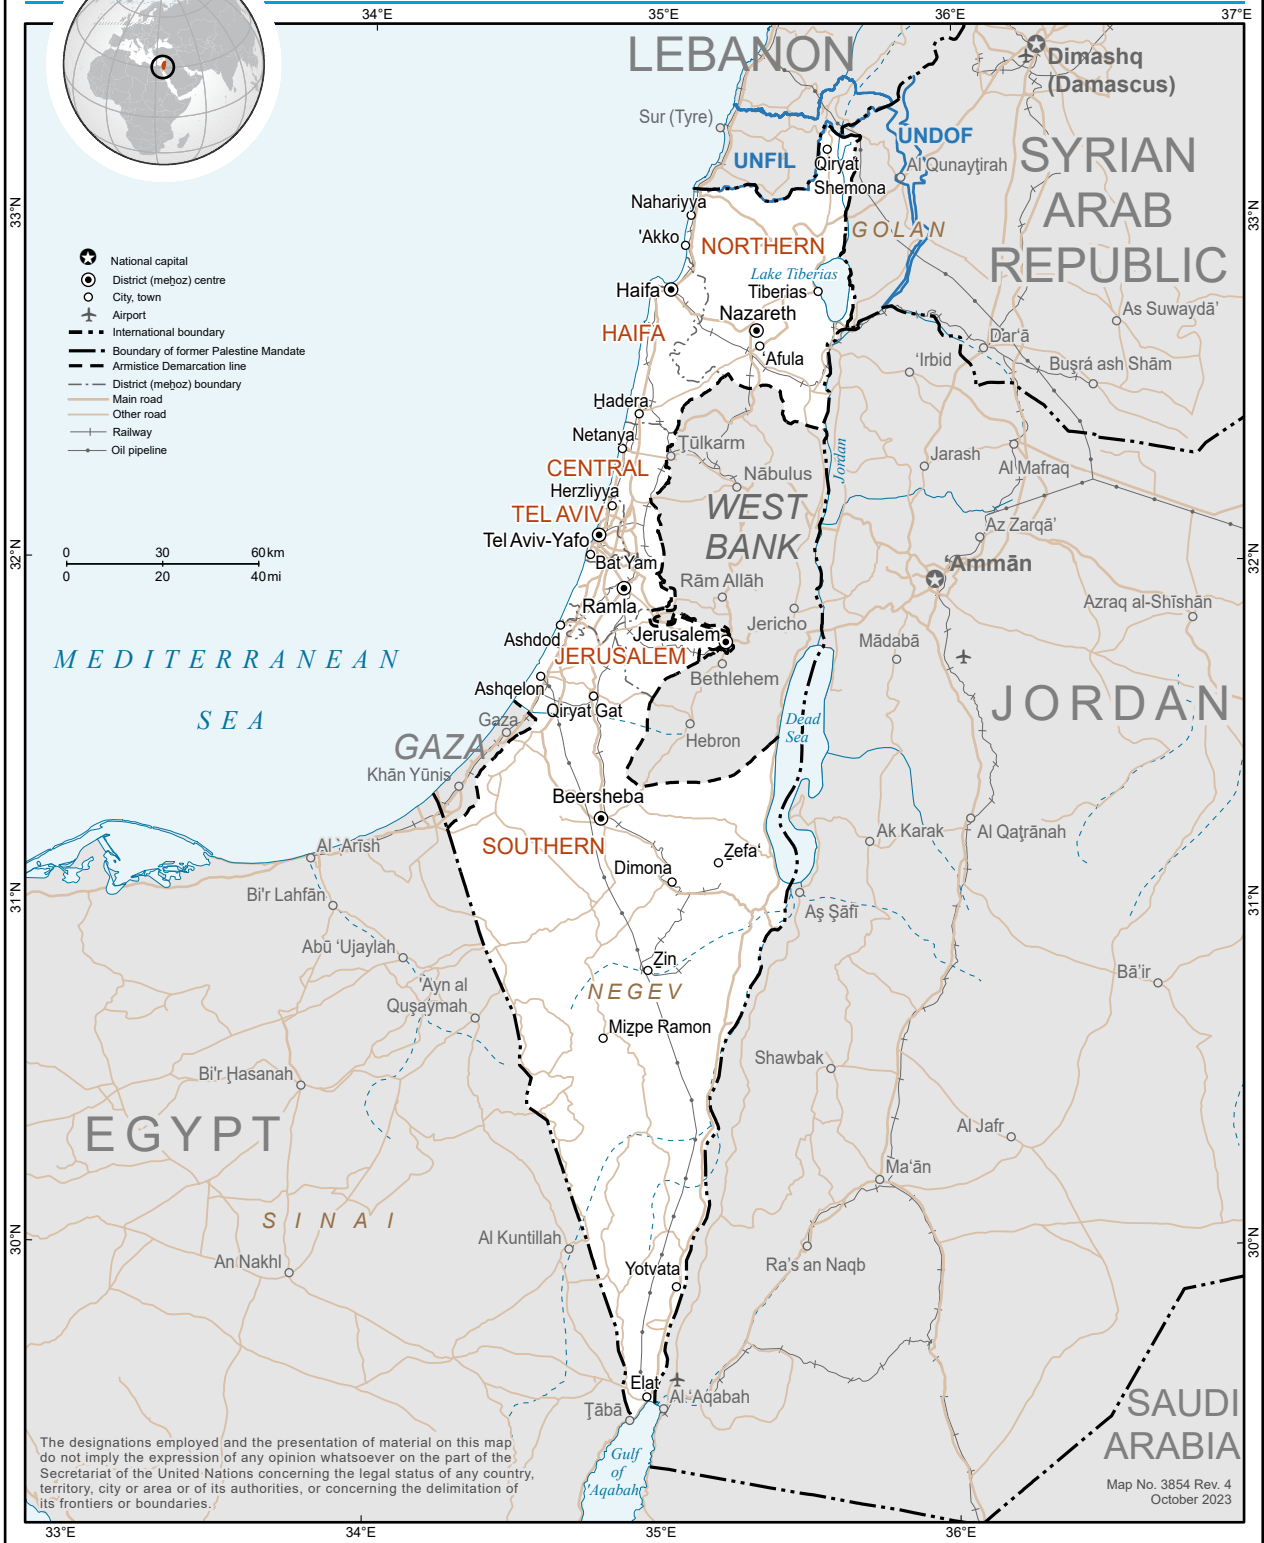 34°E
35°E
36°E
37°E
LEBANON
Dimashq
(Damascus)
Sur (Tyre)
UNDOF
UNFIL
Qiryat
Shemona
Al Qunayţirah
SYRIAN
ARAB
REPUBLIC
33°N
33°N
Nahariyya
'Akko
NORTHERN
GOLAN
Lake Tiberias
Tiberias
Haifa
Nazareth
HAIFA
'Afula
As Suwaydā'
Dar'ā
'Irbid
Buşrá ash Shām
National capital
District (meẖoz) centre
City, town
Airport
International boundary
Boundary of former Palestine Mandate
Armistice Demarcation line
District (meẖoz) boundary
Main road
Other road
Railway
Oil pipeline
H̱adera
Netanya
Ţūlkarm
Jordan
Jarash
Al Mafraq
CENTRAL
Nābulus
Herzliyya
TEL AVIV
WEST
BANK
Tel Aviv-Yafo
Az Zarqā'
0 30 60 km
0 20 40 mi
32°N
32°N
Bat Yam
'Ammān
Rām Allāh
Ramla
Jericho
Azraq al-Shīshān
Ashdod
Jerusalem
Mādabā
JERUSALEM
MEDITERRANEAN
SEA
Bethlehem
Ashqelon
Qiryat Gat
JORDAN
Gaza
GAZA
Dead
Sea
Hebron
Khān Yūnis
Beersheba
Al 'Arīsh
SOUTHERN
Ak Karak
Al Qaţrānah
Z̧efa'
Dimona
31°N
31°N
Bi'r Lahfān
Aş Şāfī
Abū 'Ujaylah
Z̧in
Bā'ir
'Ayn al
Quşaymah
NEGEV
Miz̧pe Ramon
Shawbak
Bi'r Ḩasanah
EGYPT
Al Jafr
Ma'ān
SINAI
30°N
30°N
Al Kuntillah
An Nakhl
Yotvata
Ra's an Naqb
Elat
Al 'Aqabah
Ţābā
SAUDI
ARABIA
Gulf
of
'Aqabah
The designations employed and the presentation of material on this map
do not imply the expression of any opinion whatsoever on the part of the
Secretariat of the United Nations concerning the legal status of any country,
territory, city or area or of its authorities, or concerning the delimitation of
its frontiers or boundaries.
Map No. 3854 Rev. 4
October 2023
33°E
34°E
35°E
36°E